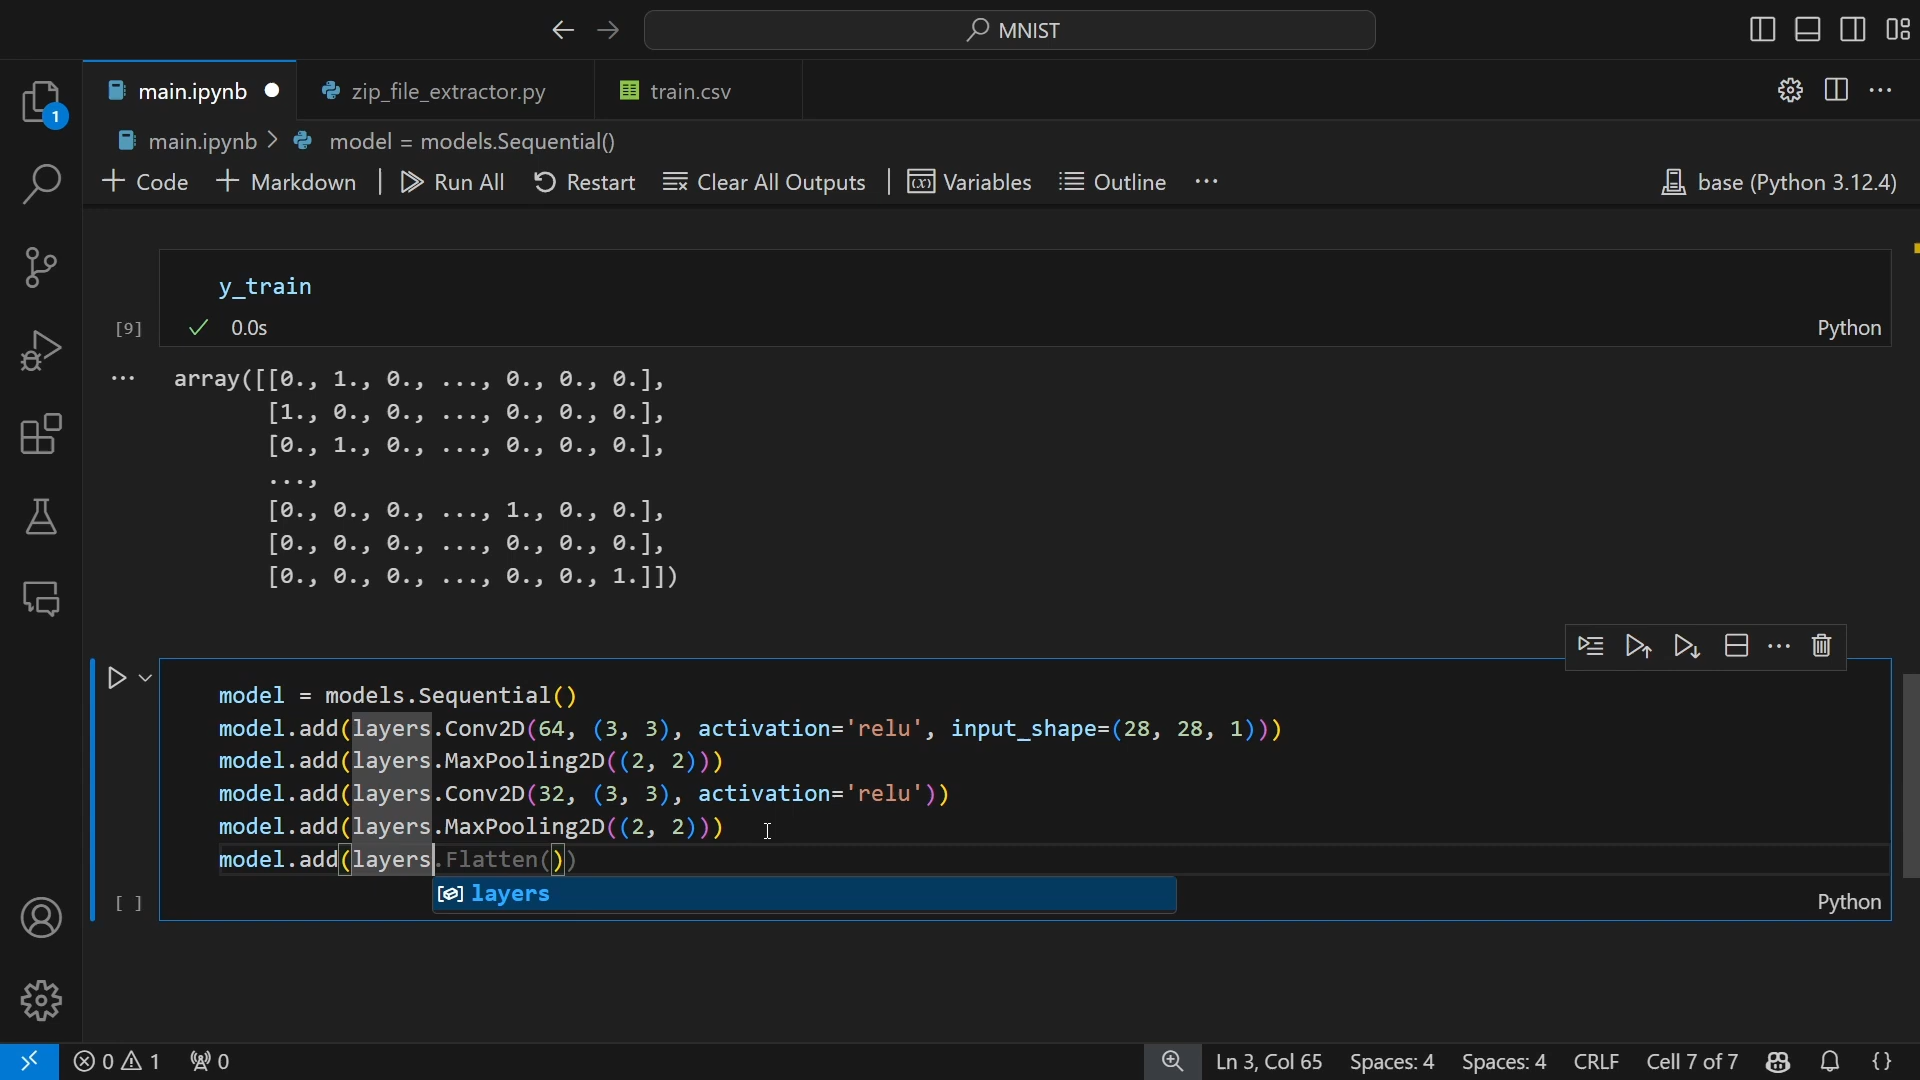 MNIST
main.ipynb
zip_file_extractor.py
train.csv
1
main.ipynb > model = models.Sequential()
+ Code + Markdown | Run All Restart Clear All Outputs | Variables Outline ...
base (Python 3.12.4)
y_train
[9]
0.0s
Python
array([[0., 1., 0., ..., 0., 0., 0.],
[1., 0., 0., ..., 0., 0., 0.],
[0., 1., 0., ..., 0., 0., 0.],
...,
[0., 0., 0., ..., 1., 0., 0.],
[0., 0., 0., ..., 0., 0., 0.],
[0., 0., 0., ..., 0., 0., 1.]])
model = models.Sequential()
model.add(layers.Conv2D(64, (3, 3), activation='relu', input_shape=(28, 28, 1)))
model.add(layers.MaxPooling2D((2, 2)))
model.add(layers.Conv2D(32, (3, 3), activation='relu'))
model.add(layers.MaxPooling2D((2, 2)))
model.add(layers.Flatten())
layers
[ ]
Python
0 1 0
Ln 3, Col 65 Spaces: 4 Spaces: 4 CRLF Cell 7 of 7 {}